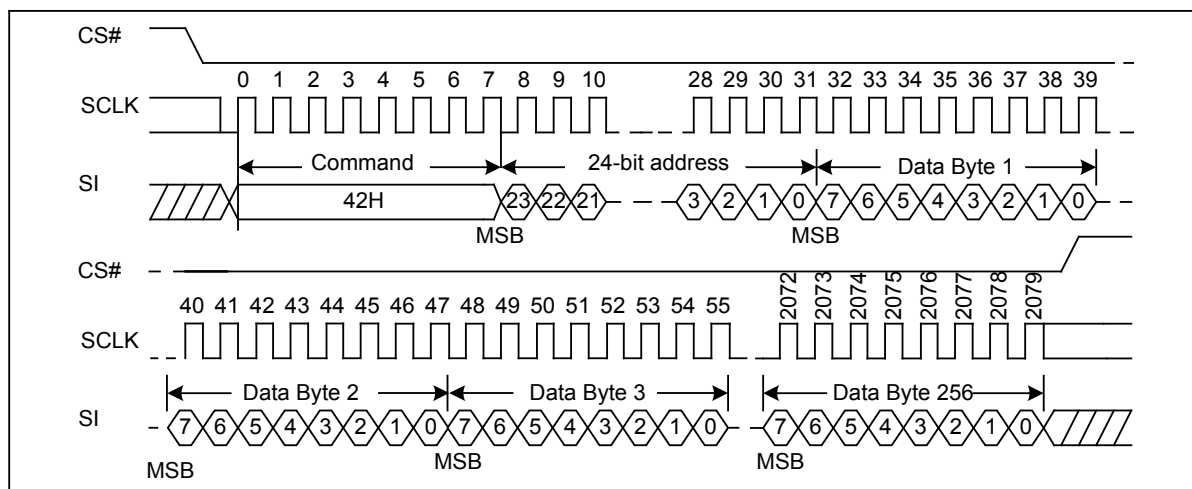 CS#
0 1 2 3 4 5 6 7 8 9 10 28 29 30 31 32 33 34 35 36 37 38 39
SCLK
Command 24-bit address Data Byte 1
SI
42H 23 22 21 3 2 1 0 7 6 5 4 3 2 1 0
MSB MSB
CS#
40 41 42 43 44 45 46 47 48 49 50 51 52 53 54 55 2072 2073 2074 2075 2076 2077 2078 2079
SCLK
Data Byte 2 Data Byte 3 Data Byte 256
SI
7 6 5 4 3 2 1 0 7 6 5 4 3 2 1 0 7 6 5 4 3 2 1 0
MSB MSB MSB